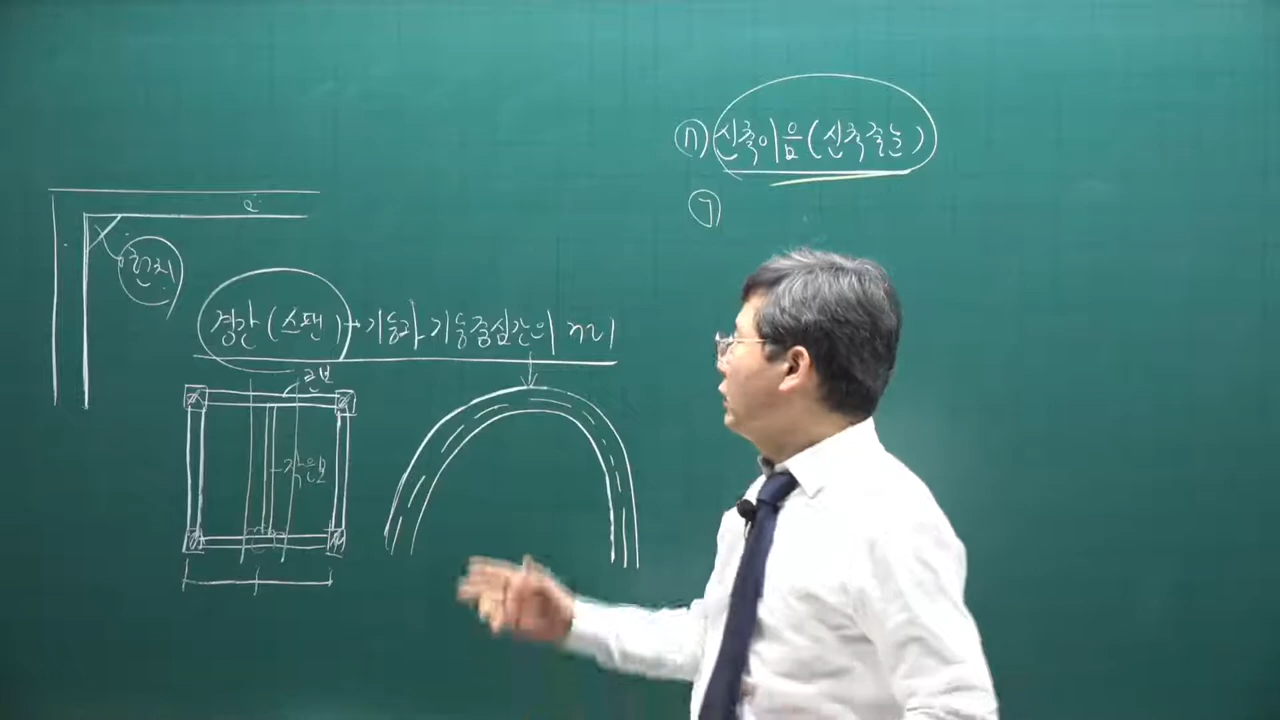 17) 신축이음(신축줄눈)
7)
헌치
경간(스팬)→기둥과 기둥중심간의 거리
큰보
작은보